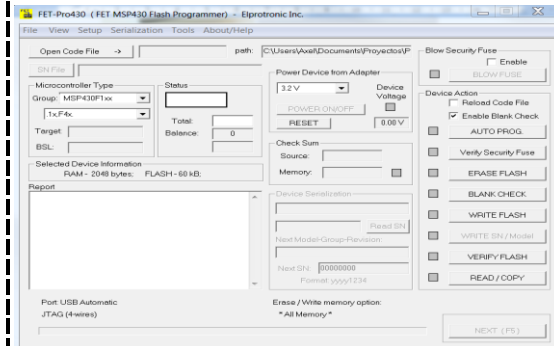 FET-Pro430 ( FET MSP430 Flash Programmer) - Elprotronic Inc.
File View Setup Serialization Tools About/Help
Open Code File ->
path: C:\Users\Axel\Documents\Proyectos\P
SN File
Microcontroller Type
Group: MSP430F1xx
.1x,F4x.
Target:
BSL:
Status
Total:
Balance: 0
Selected Device Information
RAM - 2048 bytes; FLASH - 60 kB;
Report
Power Device from Adapter
3.2 V
Device Voltage
POWER ON/OFF
RESET
0.00 V
Check Sum
Source:
Memory:
Device Serialization
Read SN
Next Model-Group-Revision:
Next SN: 00000000
Format: yyyy1234
Blow Security Fuse
Enable
BLOW FUSE
Device Action
Reload Code File
Enable Blank Check
AUTO PROG.
Verify Security Fuse
ERASE FLASH
BLANK CHECK
WRITE FLASH
WRITE SN / Model
VERIFY FLASH
READ / COPY
Port: USB Automatic
JTAG (4-wires)
Erase / Write memory option:
* All Memory *
NEXT (F5)